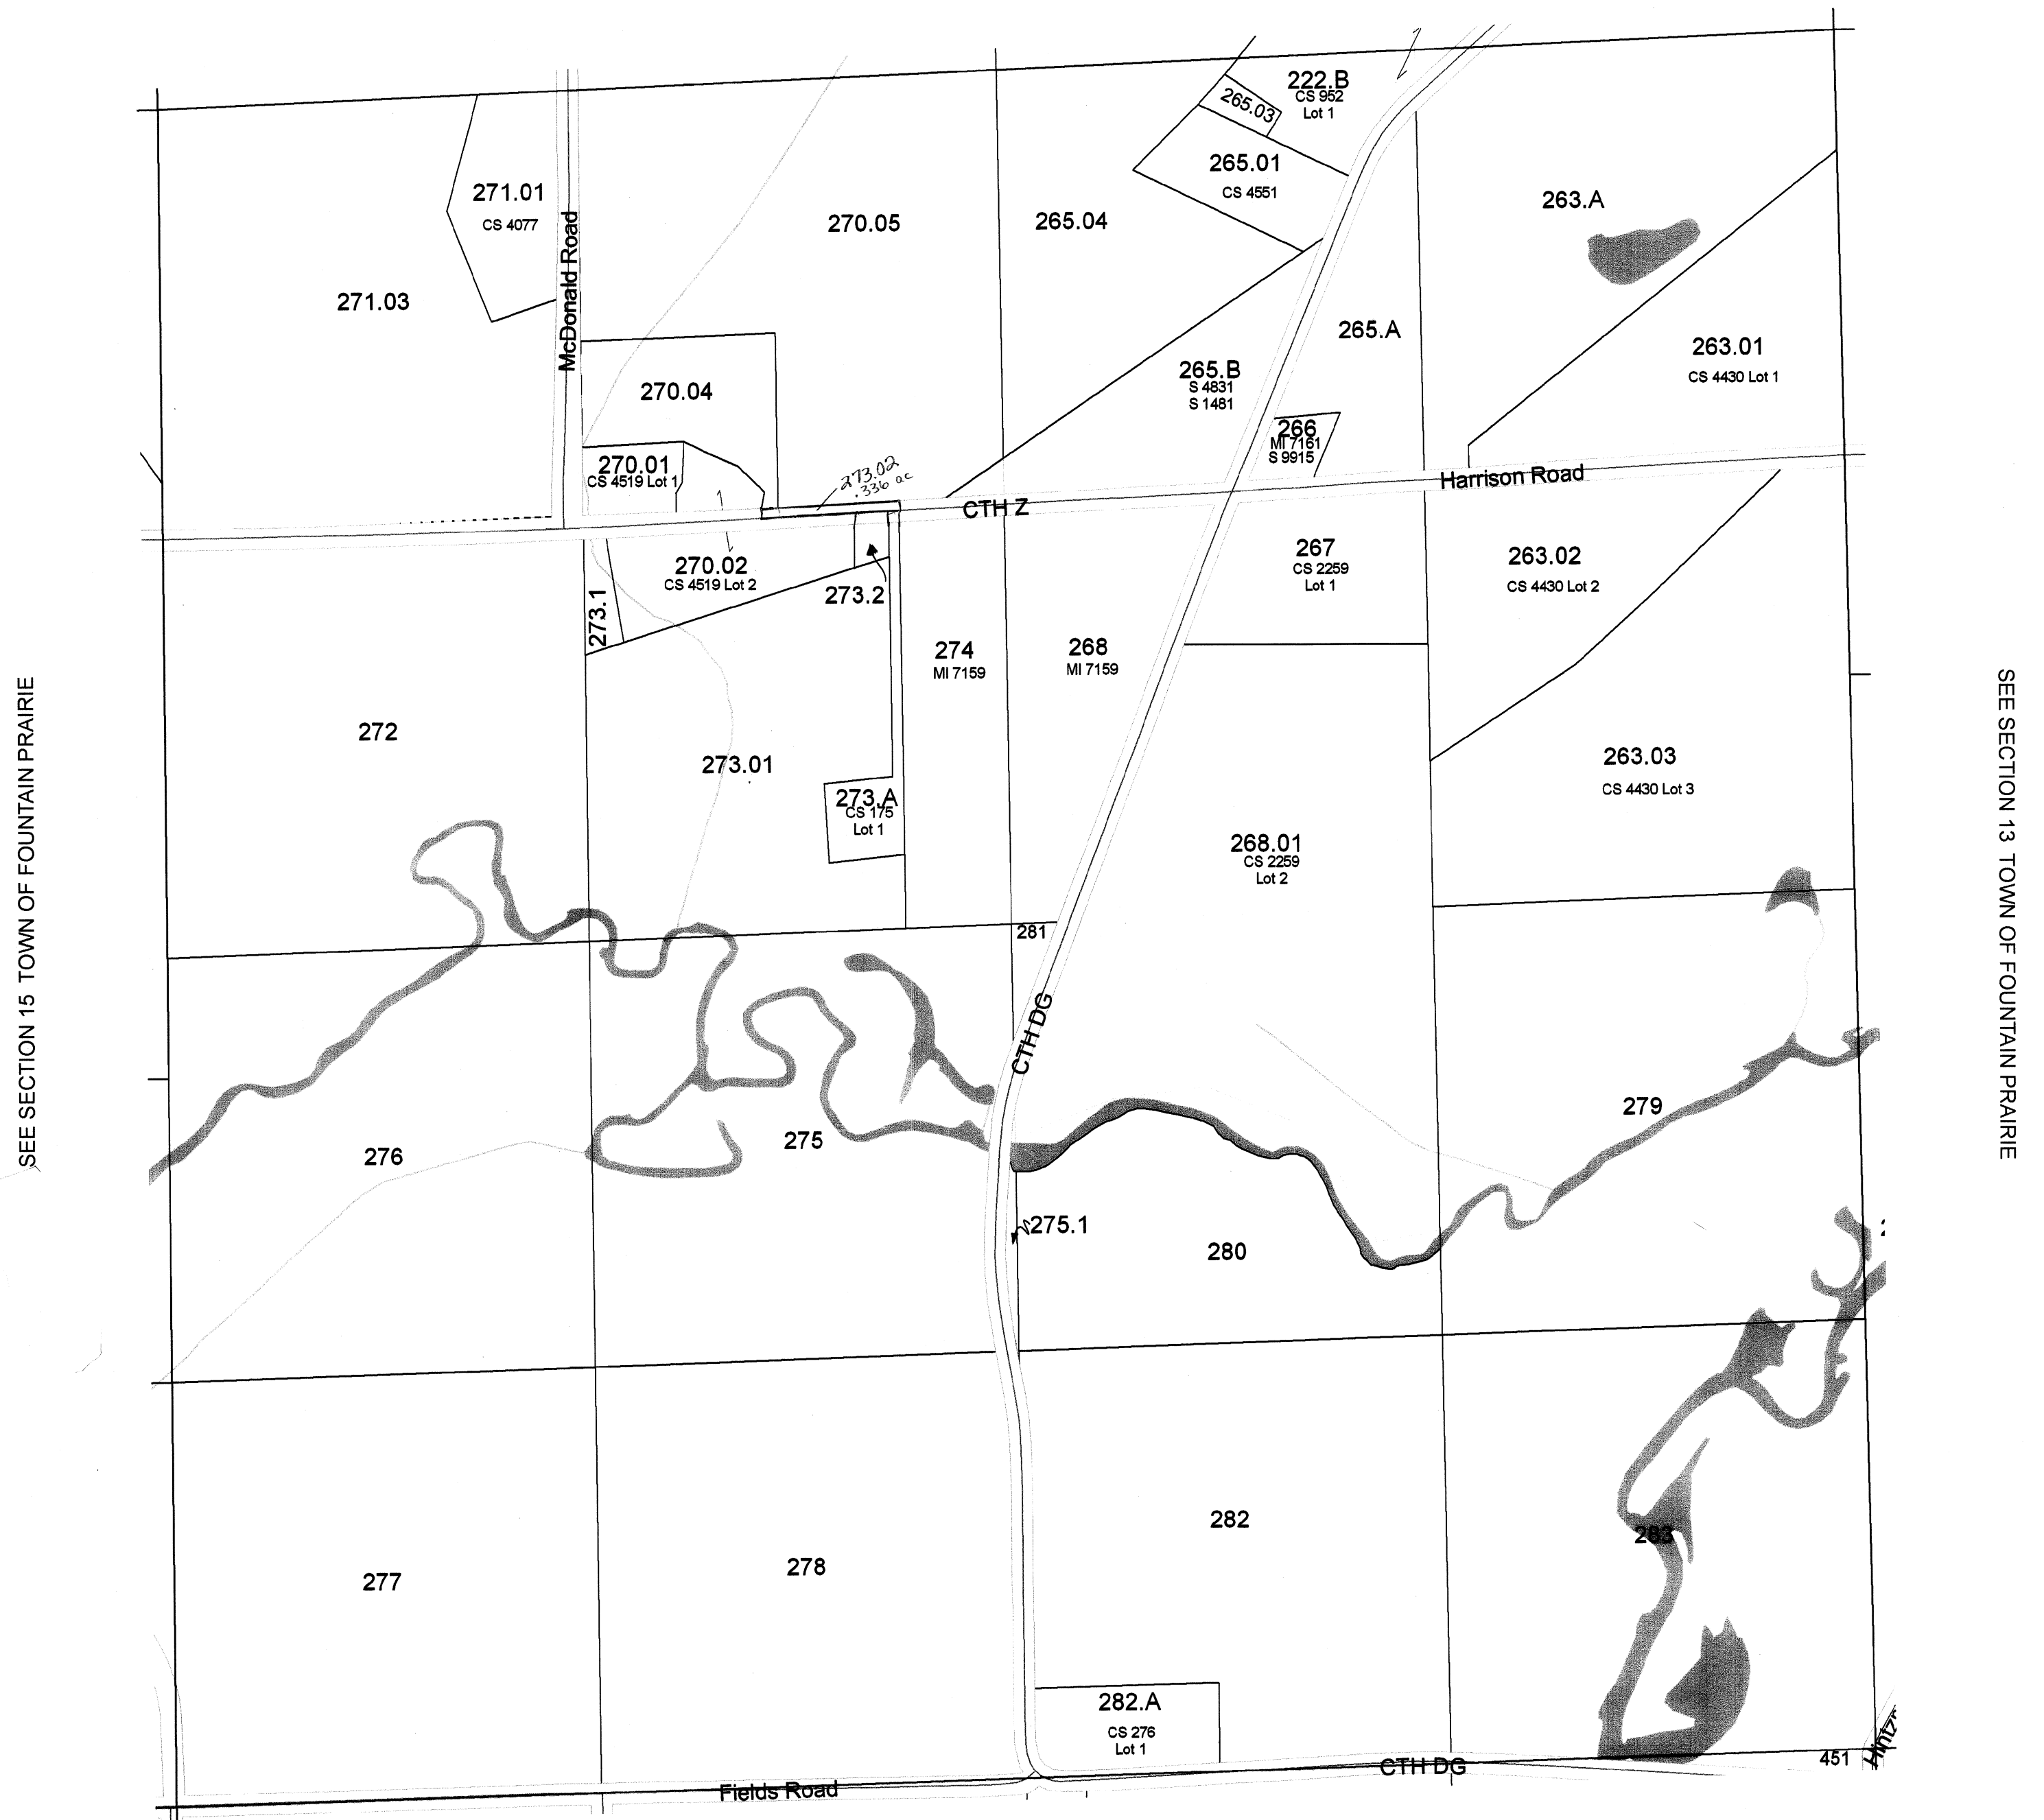 222.B
CS 952
Lot 1
265.03
265.01
CS 4551
271.01
CS 4077
263.A
270.05
265.04
McDonald Road
271.03
265.A
263.01
CS 4430 Lot 1
265.B
S 4831
S 1481
270.04
266
MI 7161
S 9915
270.01
CS 4519 Lot 1
273.02
.336 ac
Harrison Road
CTH Z
267
CS 2259
Lot 1
263.02
CS 4430 Lot 2
270.02
CS 4519 Lot 2
273.2
273.1
274
MI 7159
268
MI 7159
SEE SECTION 15 TOWN OF FOUNTAIN PRAIRIE
SEE SECTION 13 TOWN OF FOUNTAIN PRAIRIE
272
273.01
263.03
CS 4430 Lot 3
273.A
CS 175
Lot 1
268.01
CS 2259
Lot 2
281
CTH DG
279
275
276
275.1
280
282
283
278
277
282.A
CS 276
Lot 1
451
CTH DG
Fields Road